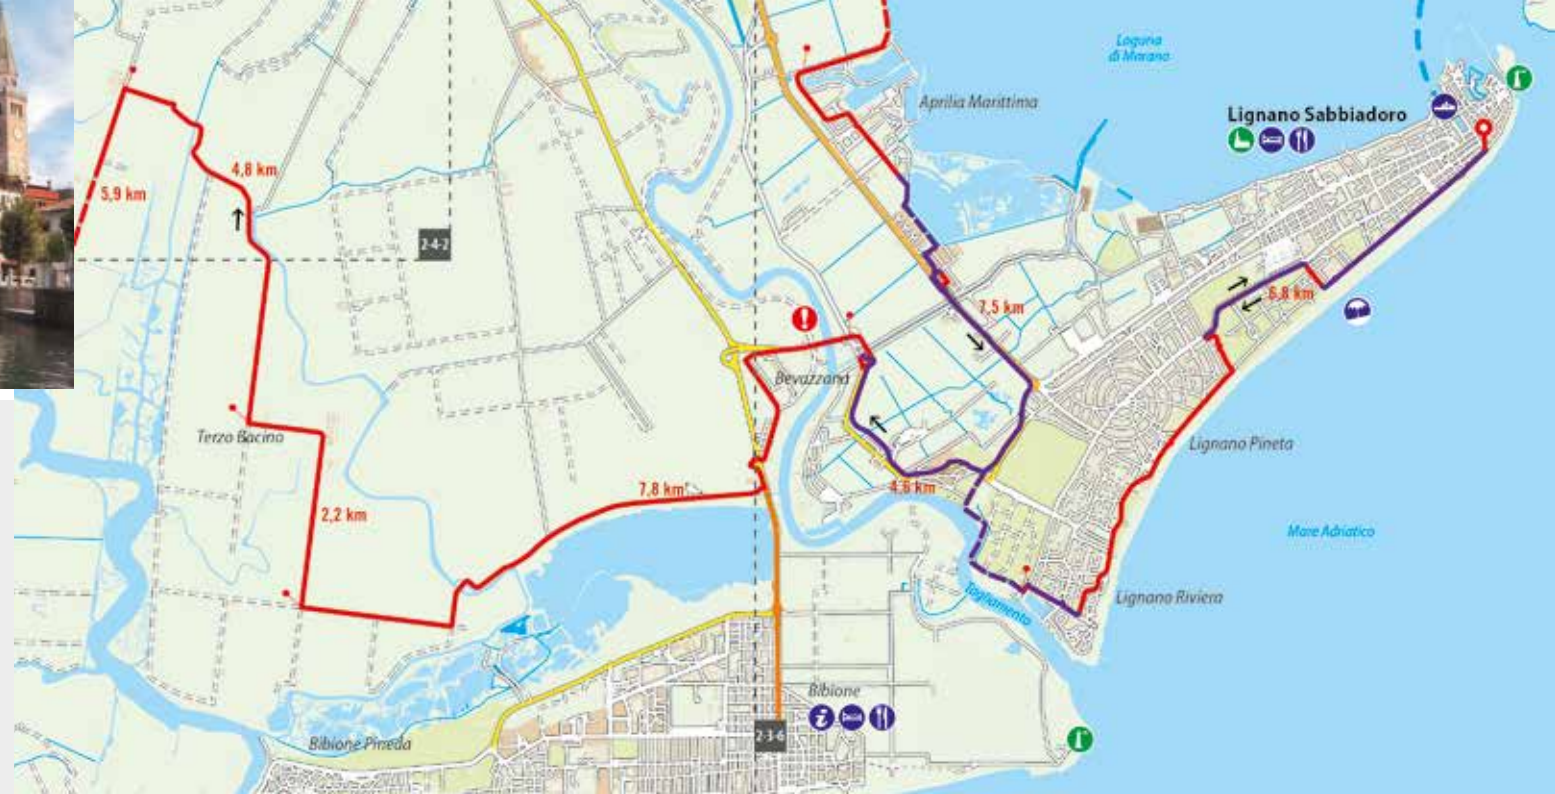 Laguna
di Marano
Aprilia Marittima
Lignano Sabbiadoro
4,8 km
5,9 km
2-4-2
7,5 km
6,8 km
Bevazzana
Terzo Bacino
Lignano Pineta
7,8 km
4,6 km
2,2 km
Mare Adriatico
Tagliamento
Lignano Riviera
Bibione
i
2-3-6
Bibione Pineda